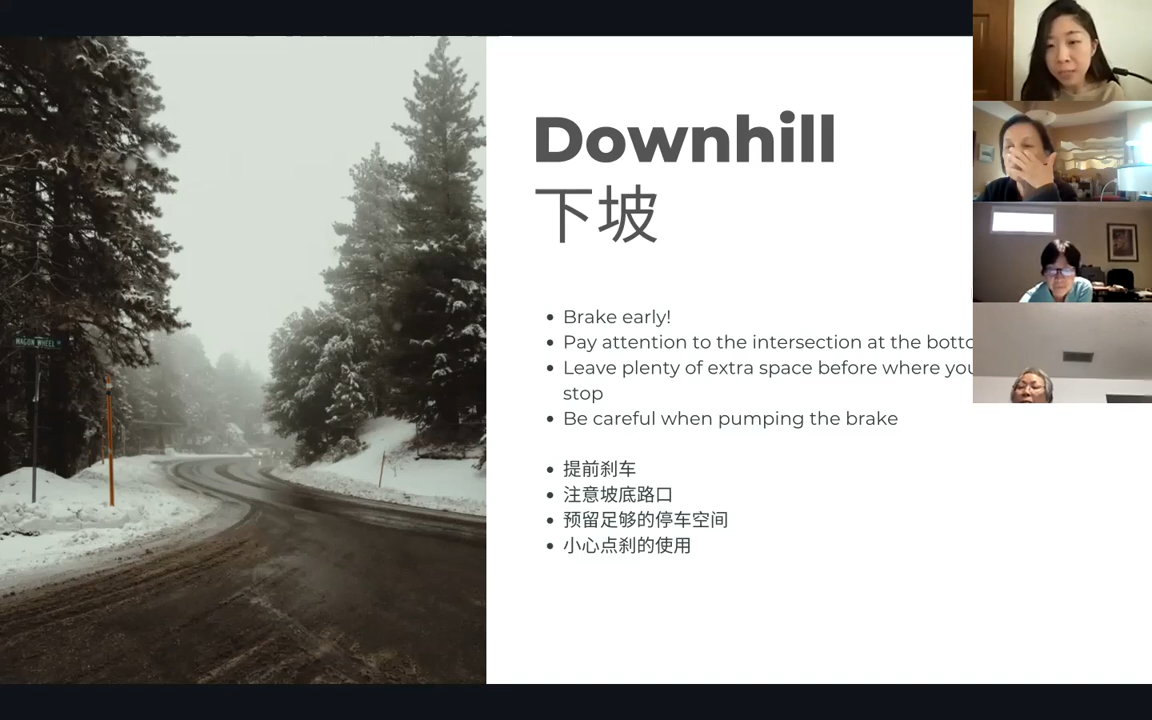 Downhill
下坡
WAGON WHEEL
Brake early!
Pay attention to the intersection at the
Leave plenty of extra space before where you
stop
Be careful when pumping the brake
提前刹车
注意坡底路口
预留足够的停车空间
小心点刹的使用